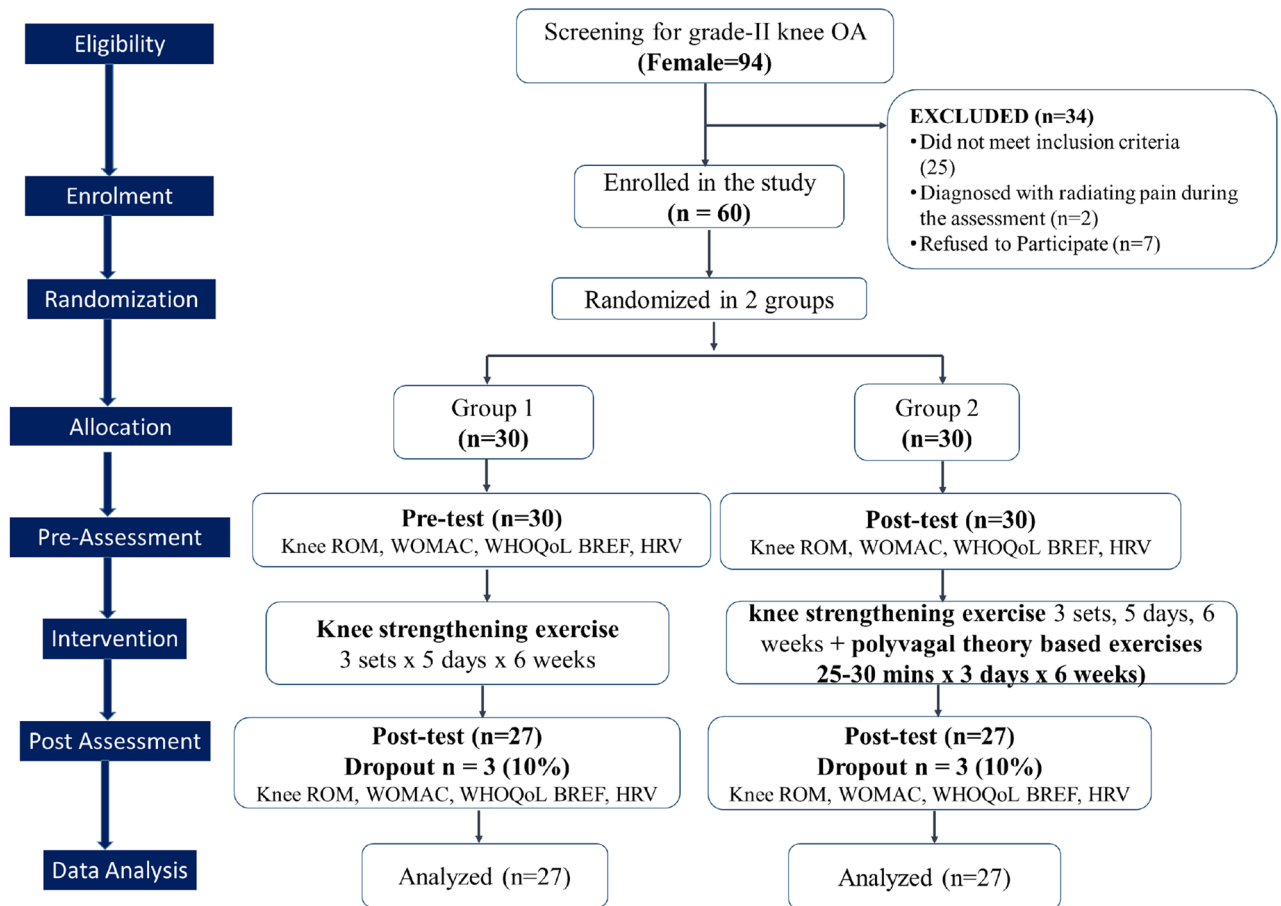 Eligibility
Screening for grade-II knee OA
(Female=94)
EXCLUDED (n=34)
•Did not meet inclusion criteria
(25)
•Diagnosed with radiating pain during
the assessment (n=2)
•Refused to Participate (n=7)
Enrolment
Enrolled in the study
(n = 60)
Randomization
Randomized in 2 groups
Allocation
Group 1
(n=30)
Group 2
(n=30)
Pre-Assessment
Pre-test (n=30)
Knee ROM, WOMAC, WHOQoL BREF, HRV
Post-test (n=30)
Knee ROM, WOMAC, WHOQoL BREF, HRV
Intervention
Knee strengthening exercise
3 sets x 5 days x 6 weeks
knee strengthening exercise 3 sets, 5 days, 6
weeks + polyvagal theory based exercises
25-30 mins x 3 days x 6 weeks)
Post Assessment
Post-test (n=27)
Dropout n = 3 (10%)
Knee ROM, WOMAC, WHOQoL BREF, HRV
Post-test (n=27)
Dropout n = 3 (10%)
Knee ROM, WOMAC, WHOQoL BREF, HRV
Data Analysis
Analyzed (n=27)
Analyzed (n=27)